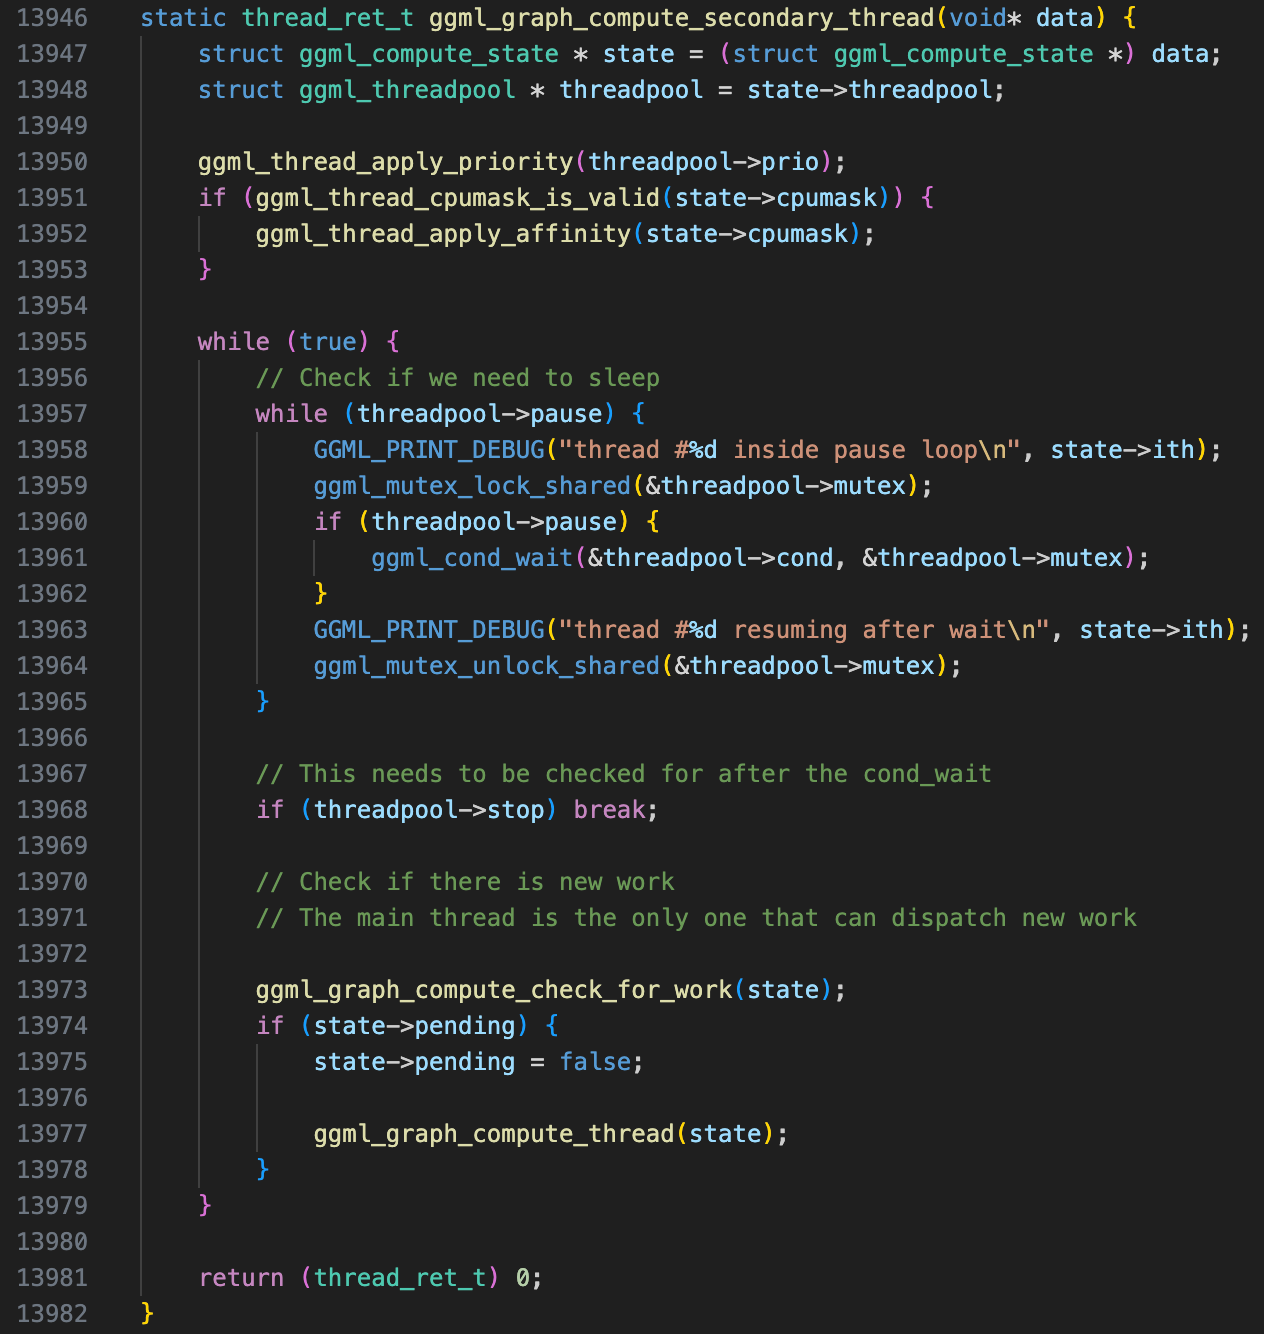 13946 static thread_ret_t ggml_graph_compute_secondary_thread(void* data) {
13947     struct ggml_compute_state * state = (struct ggml_compute_state *) data;
13948     struct ggml_threadpool * threadpool = state->threadpool;
13949
13950     ggml_thread_apply_priority(threadpool->prio);
13951     if (ggml_thread_cpumask_is_valid(state->cpumask)) {
13952         ggml_thread_apply_affinity(state->cpumask);
13953     }
13954
13955     while (true) {
13956         // Check if we need to sleep
13957         while (threadpool->pause) {
13958             GGML_PRINT_DEBUG("thread #%d inside pause loop\n", state->ith);
13959             ggml_mutex_lock_shared(&threadpool->mutex);
13960             if (threadpool->pause) {
13961                 ggml_cond_wait(&threadpool->cond, &threadpool->mutex);
13962             }
13963             GGML_PRINT_DEBUG("thread #%d resuming after wait\n", state->ith);
13964             ggml_mutex_unlock_shared(&threadpool->mutex);
13965         }
13966
13967         // This needs to be checked for after the cond_wait
13968         if (threadpool->stop) break;
13969
13970         // Check if there is new work
13971         // The main thread is the only one that can dispatch new work
13972
13973         ggml_graph_compute_check_for_work(state);
13974         if (state->pending) {
13975             state->pending = false;
13976
13977             ggml_graph_compute_thread(state);
13978         }
13979     }
13980
13981     return (thread_ret_t) 0;
13982 }